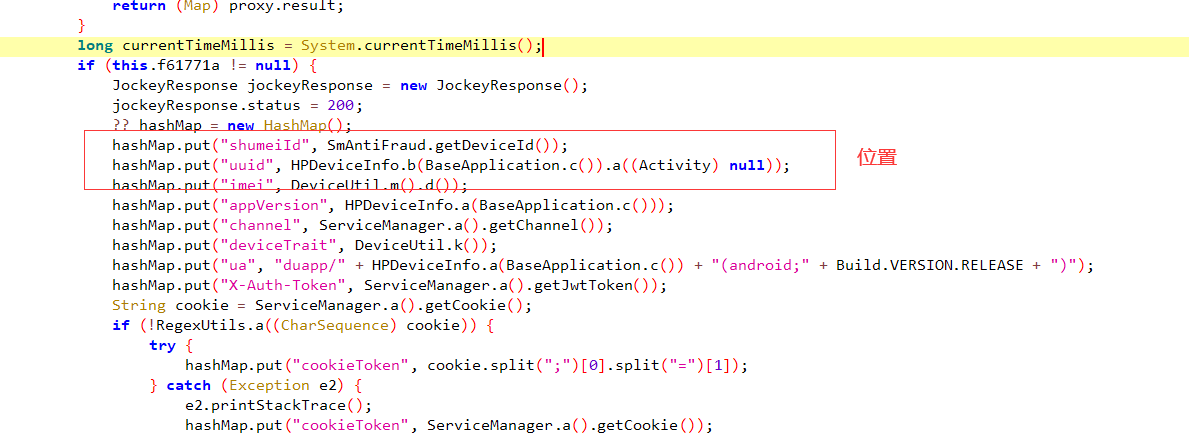 return (Map) proxy.result;
}
long currentTimeMillis = System.currentTimeMillis();
if (this.f61771a != null) {
JockeyResponse jockeyResponse = new JockeyResponse();
jockeyResponse.status = 200;
?? hashMap = new HashMap();
hashMap.put("shumeiId", SmAntiFraud.getDeviceId());
hashMap.put("uuid", HPDeviceInfo.b(BaseApplication.c()).a((Activity) null));
位置
hashMap.put("imei", DeviceUtil.m().d());
hashMap.put("appVersion", HPDeviceInfo.a(BaseApplication.c()));
hashMap.put("channel", ServiceManager.a().getChannel());
hashMap.put("deviceTrait", DeviceUtil.k());
hashMap.put("ua", "duapp/" + HPDeviceInfo.a(BaseApplication.c()) + "(android;" + Build.VERSION.RELEASE + ")");
hashMap.put("X-Auth-Token", ServiceManager.a().getJwtToken());
String cookie = ServiceManager.a().getCookie();
if (!RegexUtils.a((CharSequence) cookie)) {
try {
hashMap.put("cookieToken", cookie.split(";")[0].split("=")[1]);
} catch (Exception e2) {
e2.printStackTrace();
hashMap.put("cookieToken", ServiceManager.a().getCookie());